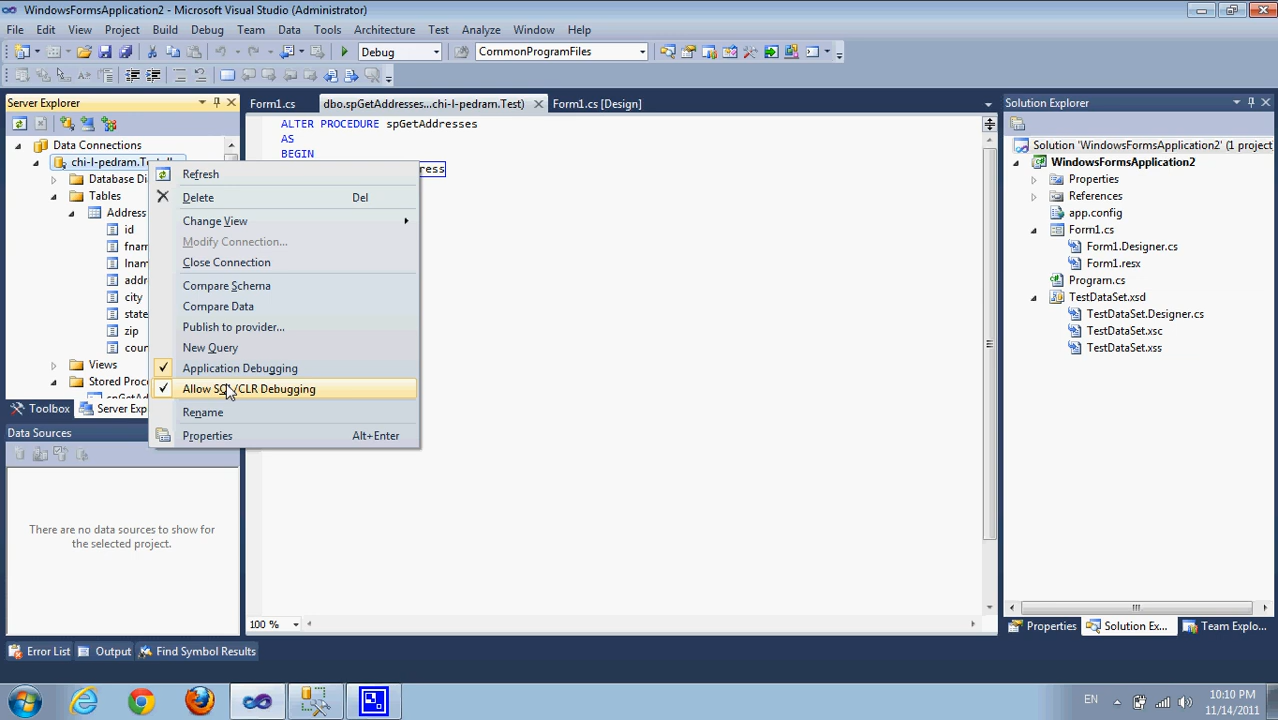 WindowsFormsApplication2 - Microsoft Visual Studio (Administrator)
File Edit View Project Build Debug Team Data Tools Architecture Test Analyze Window Help
Debug CommonProgramFiles
Server Explorer
Data Connections
chi-l-pedram.Test
Database Di
Tables
Address
id
fnam
lnam
addr
city
state
zip
coun
Views
Stored Proc
Toolbox Server Exp
Data Sources
There are no data sources to show for
the selected project.
Refresh
Delete Del
Change View
Modify Connection...
Close Connection
Compare Schema
Compare Data
Publish to provider...
New Query
Application Debugging
Allow SQL/CLR Debugging
Rename
Properties Alt+Enter
Form1.cs dbo.spGetAddresses...chi-l-pedram.Test) Form1.cs [Design]
ALTER PROCEDURE spGetAddresses
AS
BEGIN
ress
100 %
Solution Explorer
Solution 'WindowsFormsApplication2' (1 project
WindowsFormsApplication2
Properties
References
app.config
Form1.cs
Form1.Designer.cs
Form1.resx
Program.cs
TestDataSet.xsd
TestDataSet.Designer.cs
TestDataSet.xsc
TestDataSet.xss
Properties Solution Ex... Team Explo...
Error List Output Find Symbol Results
EN
10:10 PM
11/14/2011